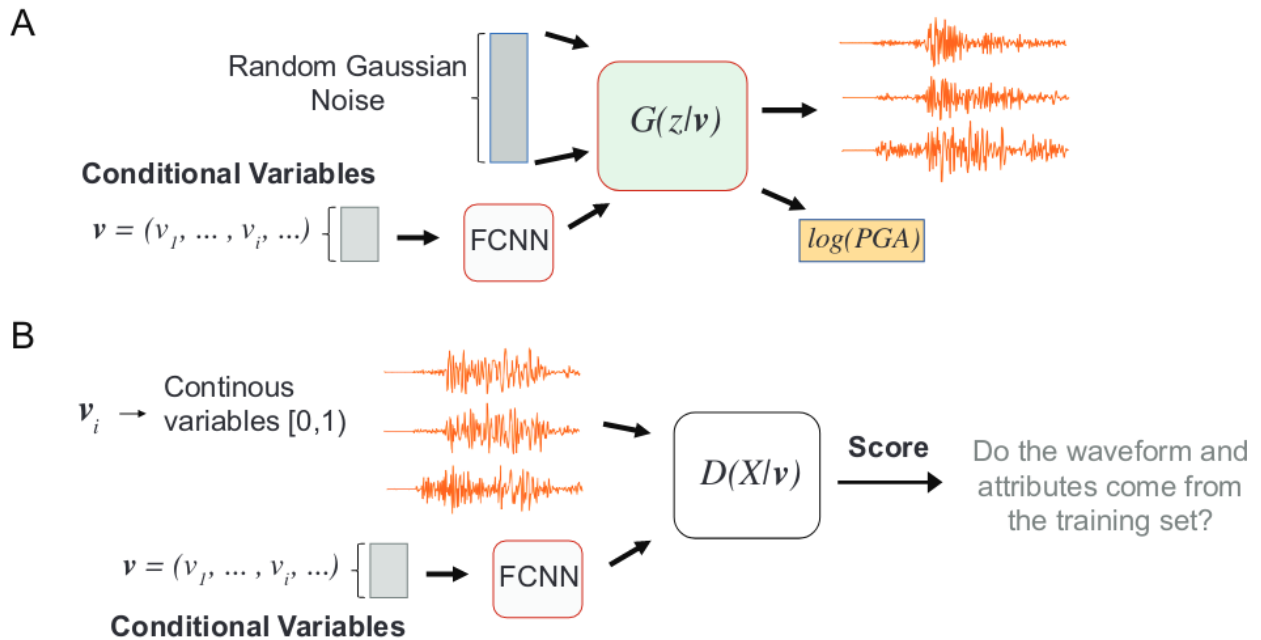 A
Random Gaussian
Noise
G(z/v)
Conditional Variables
v = (v₁, ... , vᵢ, ...)
FCNN
log(PGA)
B
Continous
variables [0,1)
vᵢ →
D(X/v)
Score
Do the waveform and
attributes come from
the training set?
v = (v₁, ... , vᵢ, ...)
FCNN
Conditional Variables